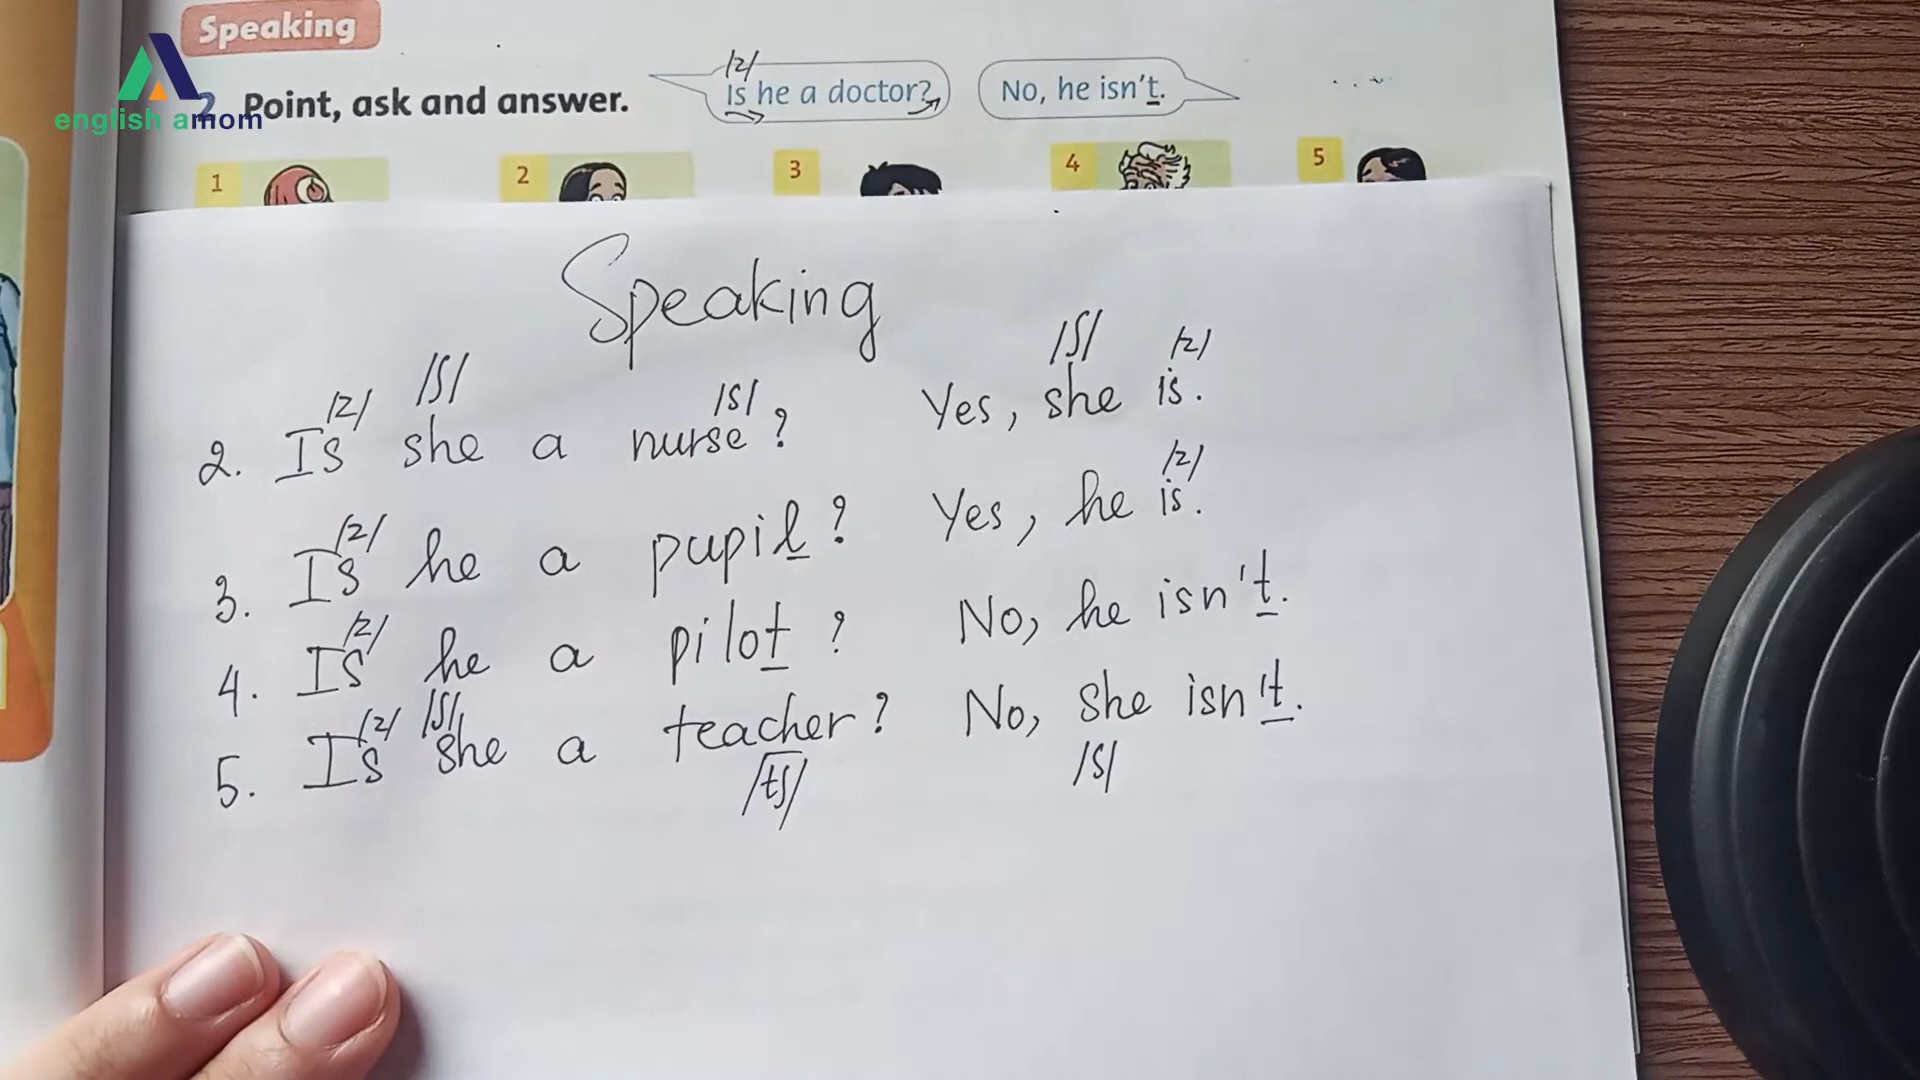 Speaking
english amom
/z/
2 Point, ask and answer. Is he a doctor? No, he isn't.
1 2 3 4 5
Speaking
/z/ /ʃ/ /s/ /ʃ/ /z/
2. Is she a nurse? Yes, she is.
/z/ /z/
3. Is he a pupil? Yes, he is.
/z/
4. Is he a pilot? No, he isn't.
/z/ /ʃ/
5. Is she a teacher? No, she isn't.
/tʃ/ /ʃ/